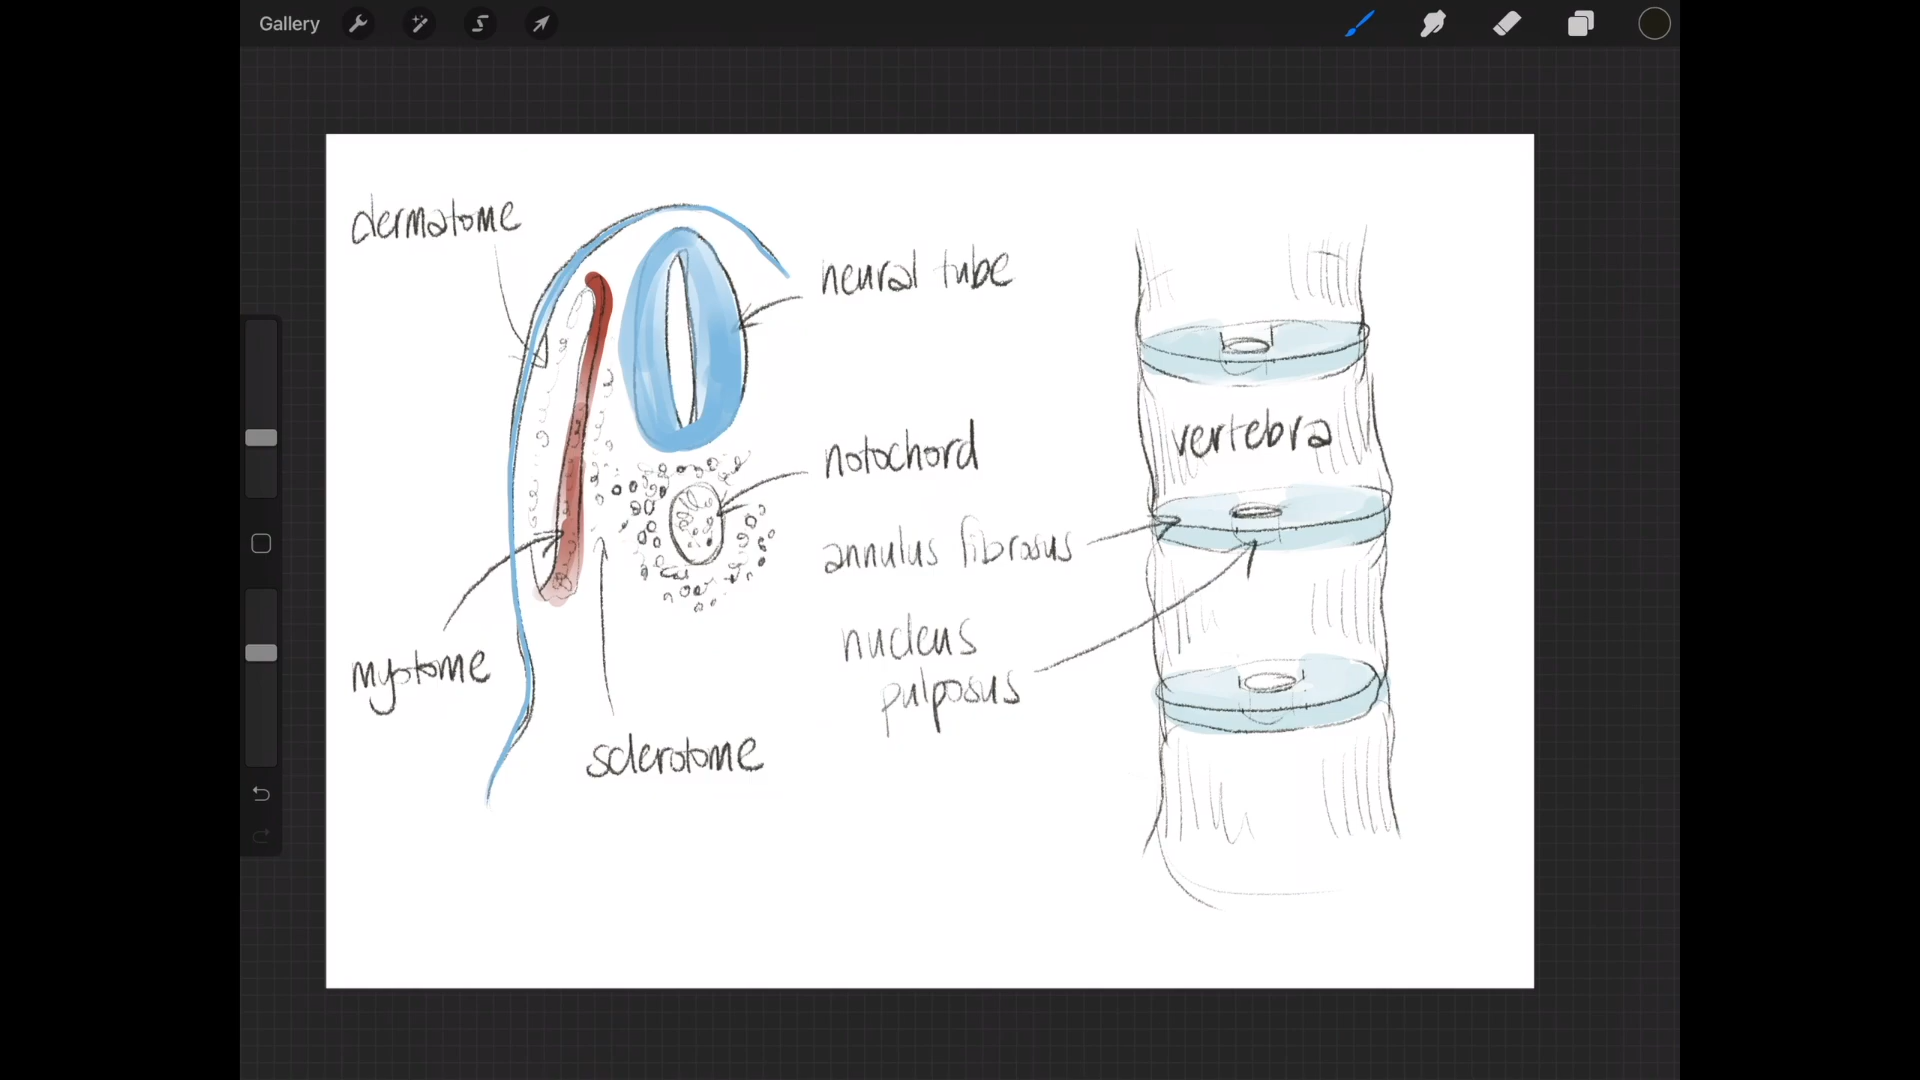 Gallery
dermatome
neural tube
notochord
vertebra
annulus fibrosus
nucleus
pulposus
myotome
sclerotome